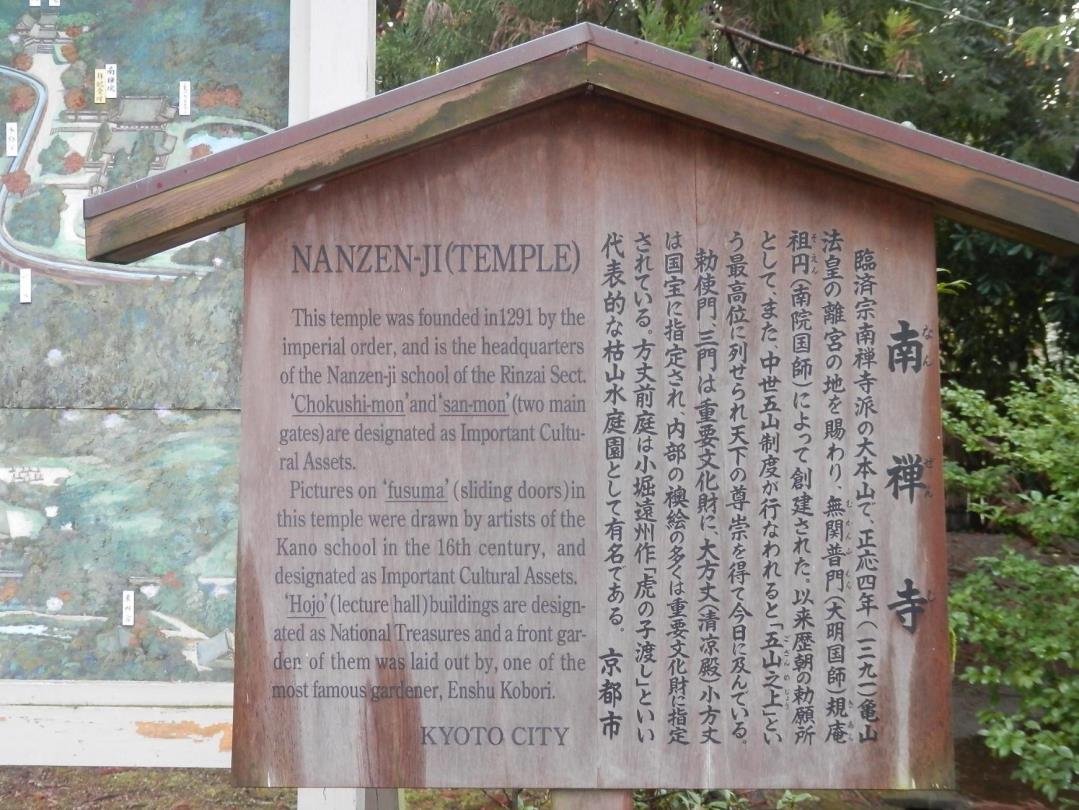 NANZEN-JI(TEMPLE)
This temple was founded in1291 by the
imperial order, and is the headquarters
of the Nanzen-ji school of the Rinzai Sect.
'Chokushi-mon'and'san-mon'(two main
gates)are designated as Important Cultu-
ral Assets.
Pictures on 'fusuma'(sliding doors)in
this temple were drawn by artists of the
Kano school in the 16th century, and
designated as Important Cultural Assets.
'Hojo'(lecture hall)buildings are design-
ated as National Treasures and a front gar-
den of them was laid out by, one of the
most famous gardener, Enshu Kobori.
KYOTO CITY
南禅寺
なんぜんじ
臨済宗南禅寺派の大本山で、正応四年(一二九一)亀山
法皇の離宮の地を賜わり、無関普門(大明国師)規庵
祖円(南院国師)によって創建された。以来歴朝の勅願所
として、また、中世五山制度が行なわれると「五山之上」とい
う最高位に列せられ天下の尊崇を得て今日に及んでいる。
勅使門、三門は重要文化財に、大方丈(清凉殿)小方丈
は国宝に指定され、内部の襖絵の多くは重要文化財に指定
されている。方丈前庭は小堀遠州作「虎の子渡し」といい
代表的な枯山水庭園として有名である。
京都市